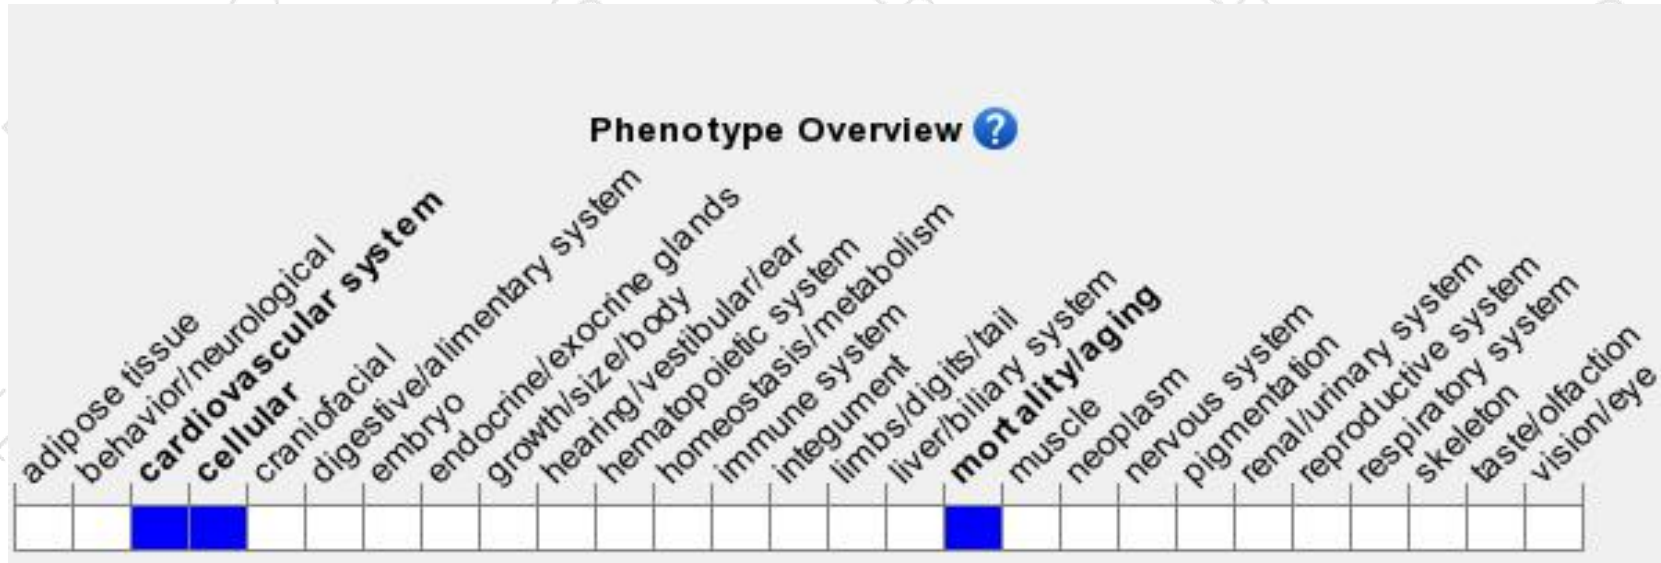 Phenotype Overview ?
adipose tissue
behavior/neurological
cardiovascular system
cellular
craniofacial
digestive/alimentary system
embryo
endocrine/exocrine glands
growth/size/body
hearing/vestibular/ear
hematopoietic system
homeostasis/metabolism
immune system
integument
limbs/digits/tail
liver/biliary system
mortality/aging
muscle
neoplasm
nervous system
pigmentation
renal/urinary system
reproductive system
respiratory system
skeleton
taste/olfaction
vision/eye